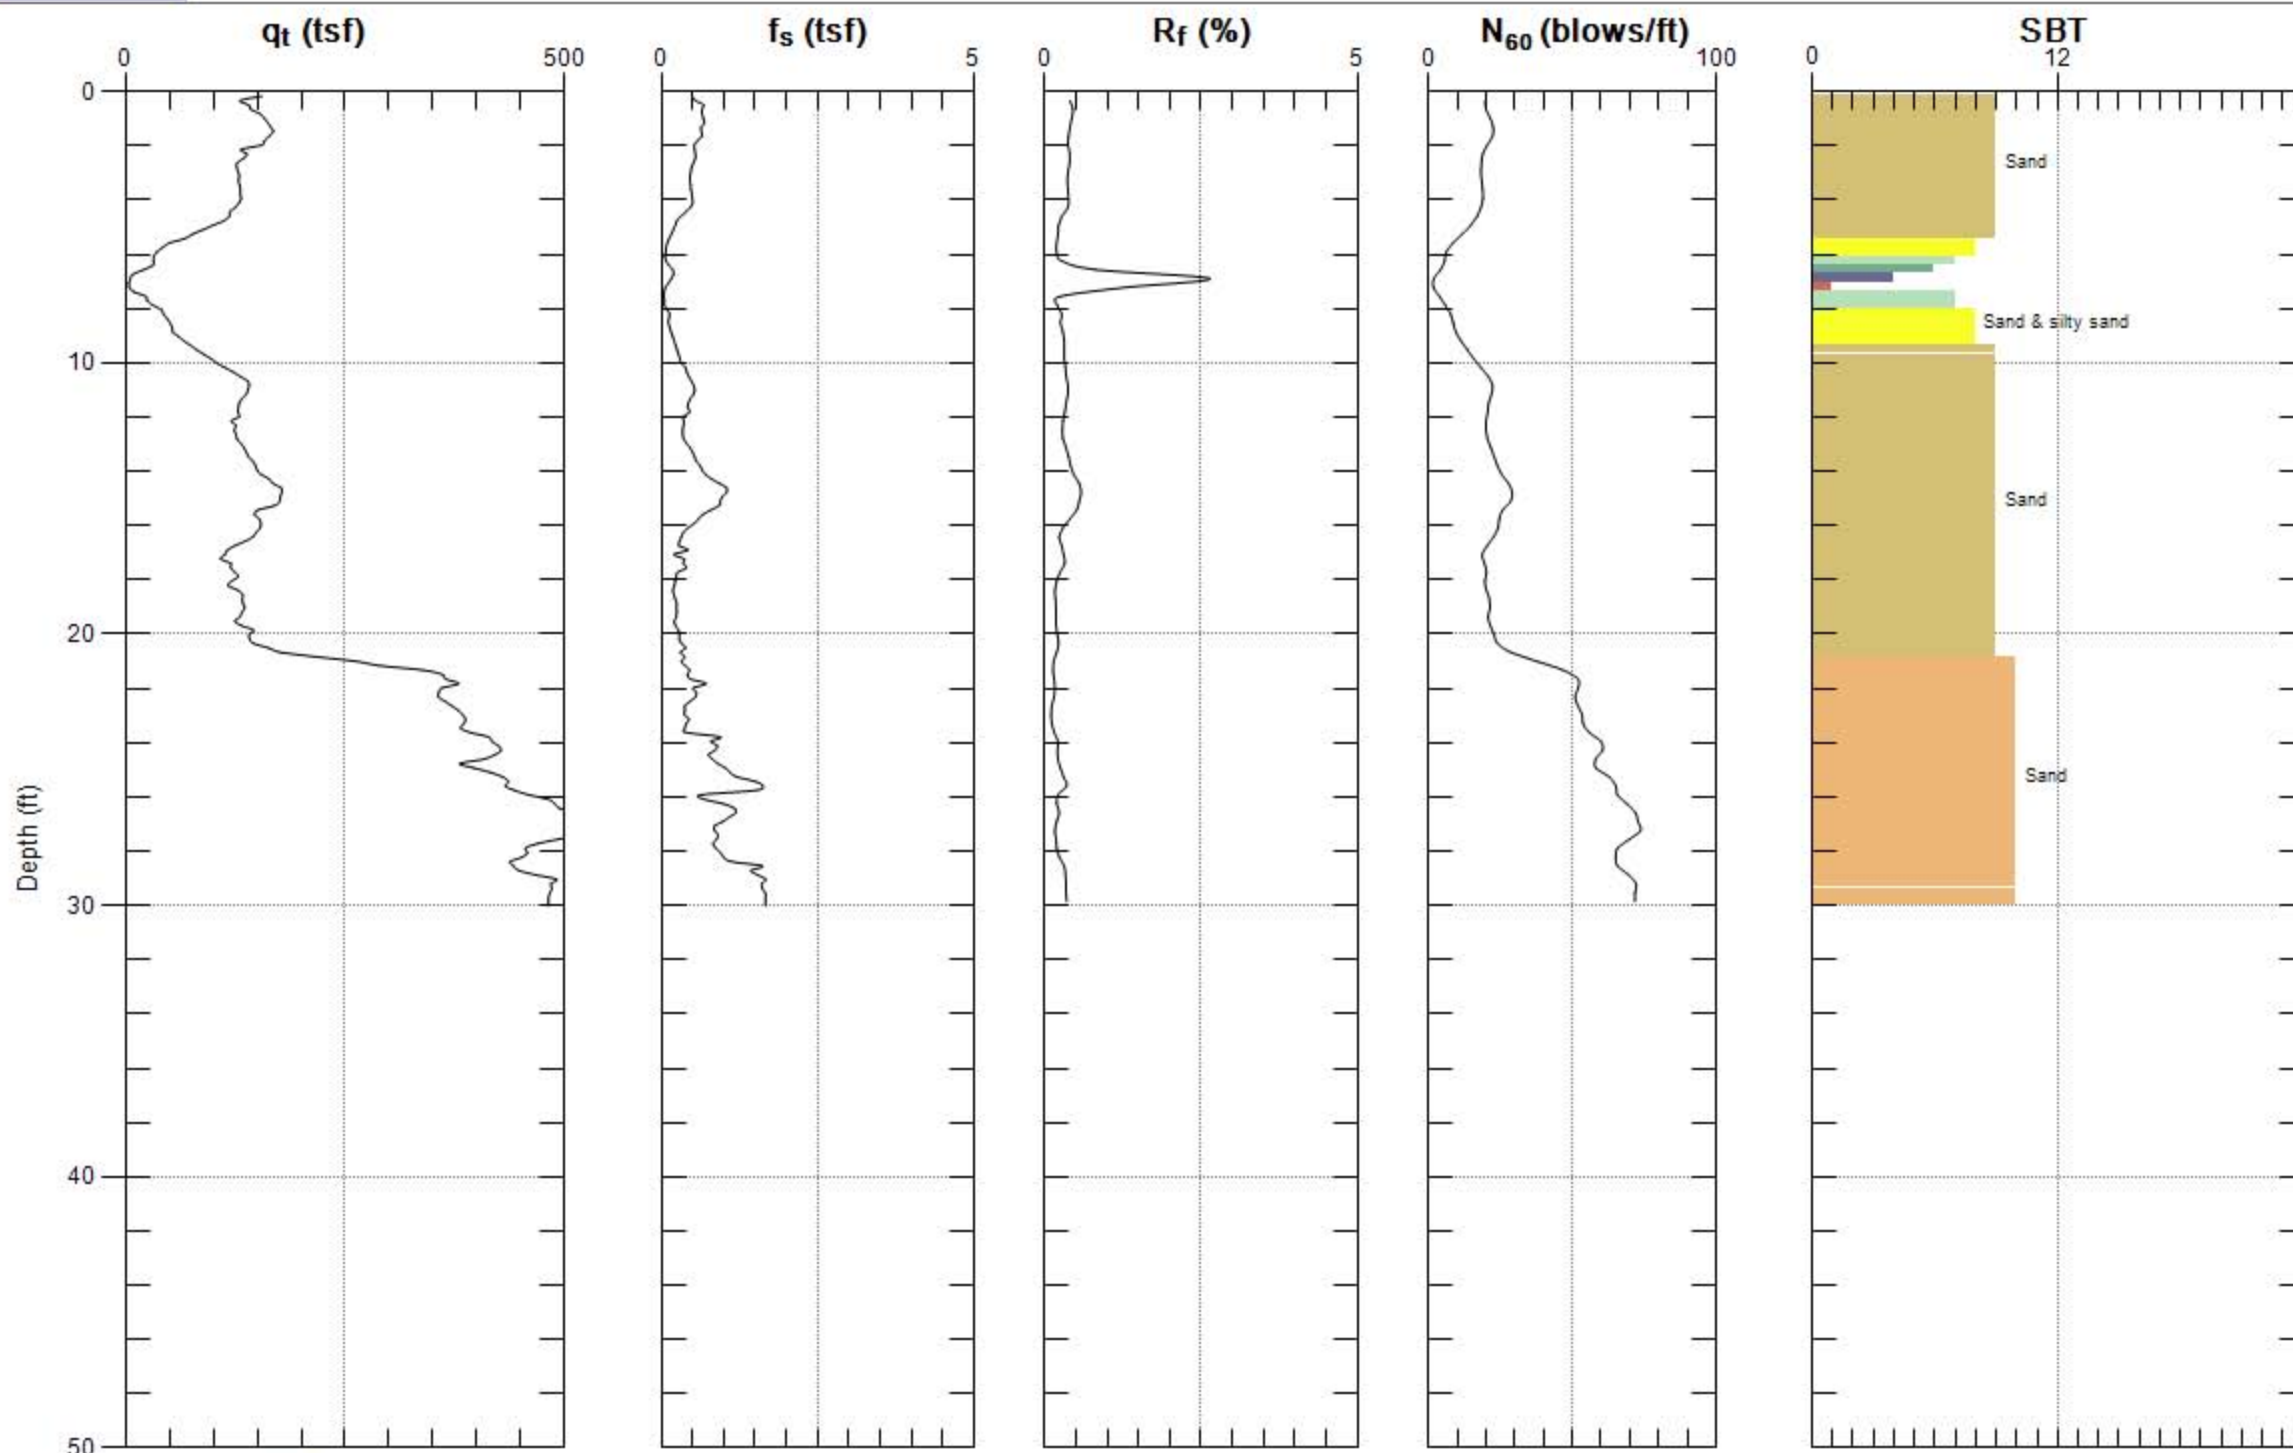 qt (tsf) fs (tsf) Rf (%) N60 (blows/ft) SBT
0 500 0 5 0 5 0 100 0 12
0
Sand
Sand & silty sand
10
Sand
20
Sand
Depth (ft)
30
40
50